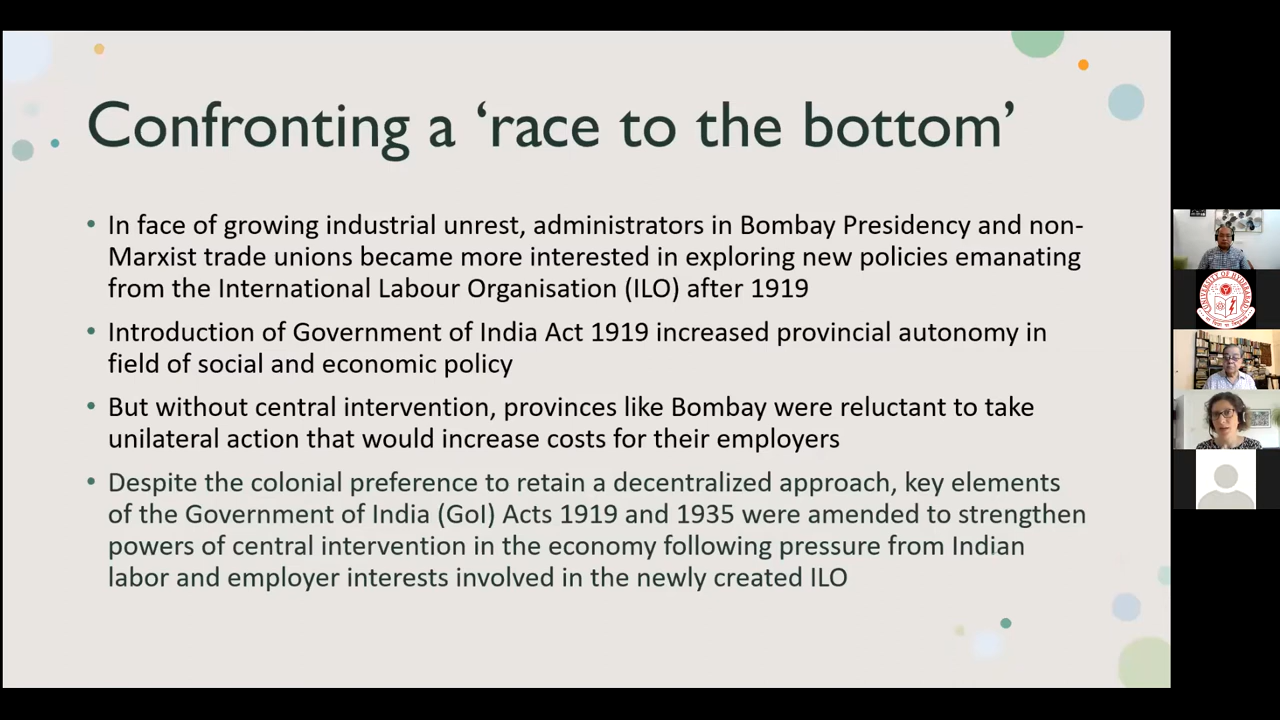 Confronting a ‘race to the bottom’
• In face of growing industrial unrest, administrators in Bombay Presidency and non-
Marxist trade unions became more interested in exploring new policies emanating
from the International Labour Organisation (ILO) after 1919
• Introduction of Government of India Act 1919 increased provincial autonomy in
field of social and economic policy
• But without central intervention, provinces like Bombay were reluctant to take
unilateral action that would increase costs for their employers
• Despite the colonial preference to retain a decentralized approach, key elements
of the Government of India (GoI) Acts 1919 and 1935 were amended to strengthen
powers of central intervention in the economy following pressure from Indian
labor and employer interests involved in the newly created ILO
UNIVERSITY OF HYDERABAD